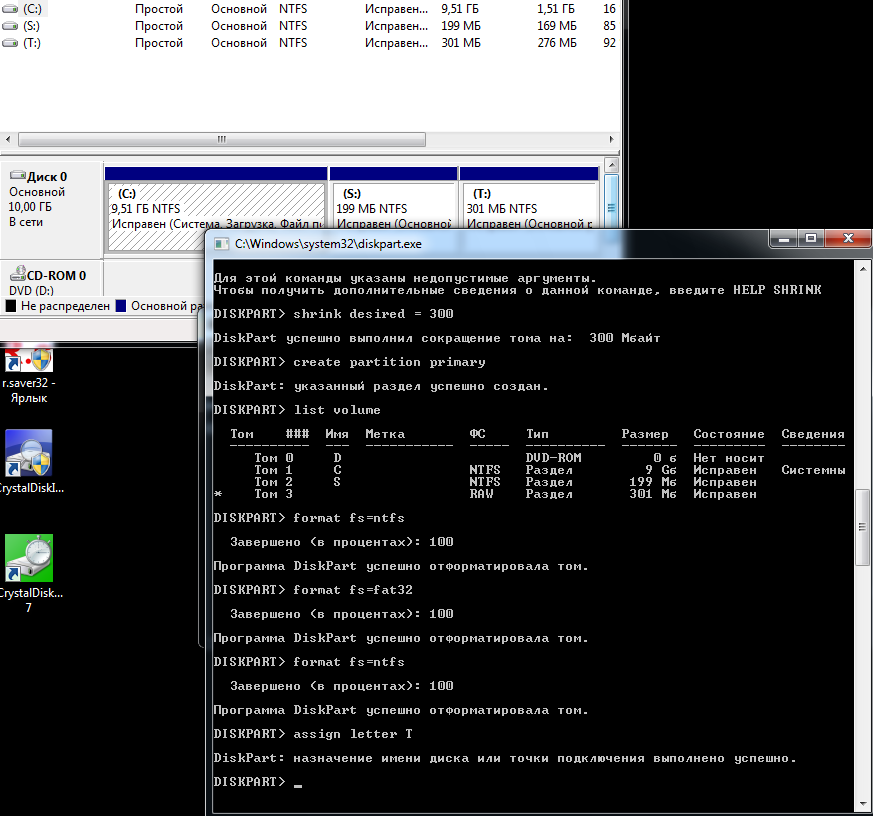 (C:) Простой Основной NTFS Исправен... 9,51 ГБ 1,51 ГБ 16
(S:) Простой Основной NTFS Исправен... 199 МБ 169 МБ 85
(T:) Простой Основной NTFS Исправен... 301 МБ 276 МБ 92
Диск 0
Основной
10,00 ГБ
В сети
(C:)
9,51 ГБ NTFS
Исправен (Система, Загрузка, Файл по
(S:)
199 МБ NTFS
Исправен (Основной
(T:)
301 МБ NTFS
Исправен (Основной р
CD-ROM 0
DVD (D:)
Не распределен Основной ра
r.saver32 -
Ярлык
CrystalDiskI...
CrystalDisk...
7
C:\Windows\system32\diskpart.exe
Для этой команды указаны недопустимые аргументы.
Чтобы получить дополнительные сведения о данной команде, введите HELP SHRINK
DISKPART> shrink desired = 300
DiskPart успешно выполнил сокращение тома на: 300 Мбайт
DISKPART> create partition primary
DiskPart: указанный раздел успешно создан.
DISKPART> list volume
Том ### Имя Метка ФС Тип Размер Состояние Сведения
---------- --- ----------- ----- ---------- ------- --------- --------
Том 0 D DVD-ROM 0 б Нет носит
Том 1 C NTFS Раздел 9 Gб Исправен Системны
Том 2 S NTFS Раздел 199 Мб Исправен
* Том 3 RAW Раздел 301 Мб Исправен
DISKPART> format fs=ntfs
Завершено (в процентах): 100
Программа DiskPart успешно отформатировала том.
DISKPART> format fs=fat32
Завершено (в процентах): 100
Программа DiskPart успешно отформатировала том.
DISKPART> format fs=ntfs
Завершено (в процентах): 100
Программа DiskPart успешно отформатировала том.
DISKPART> assign letter T
DiskPart: назначение имени диска или точки подключения выполнено успешно.
DISKPART> _